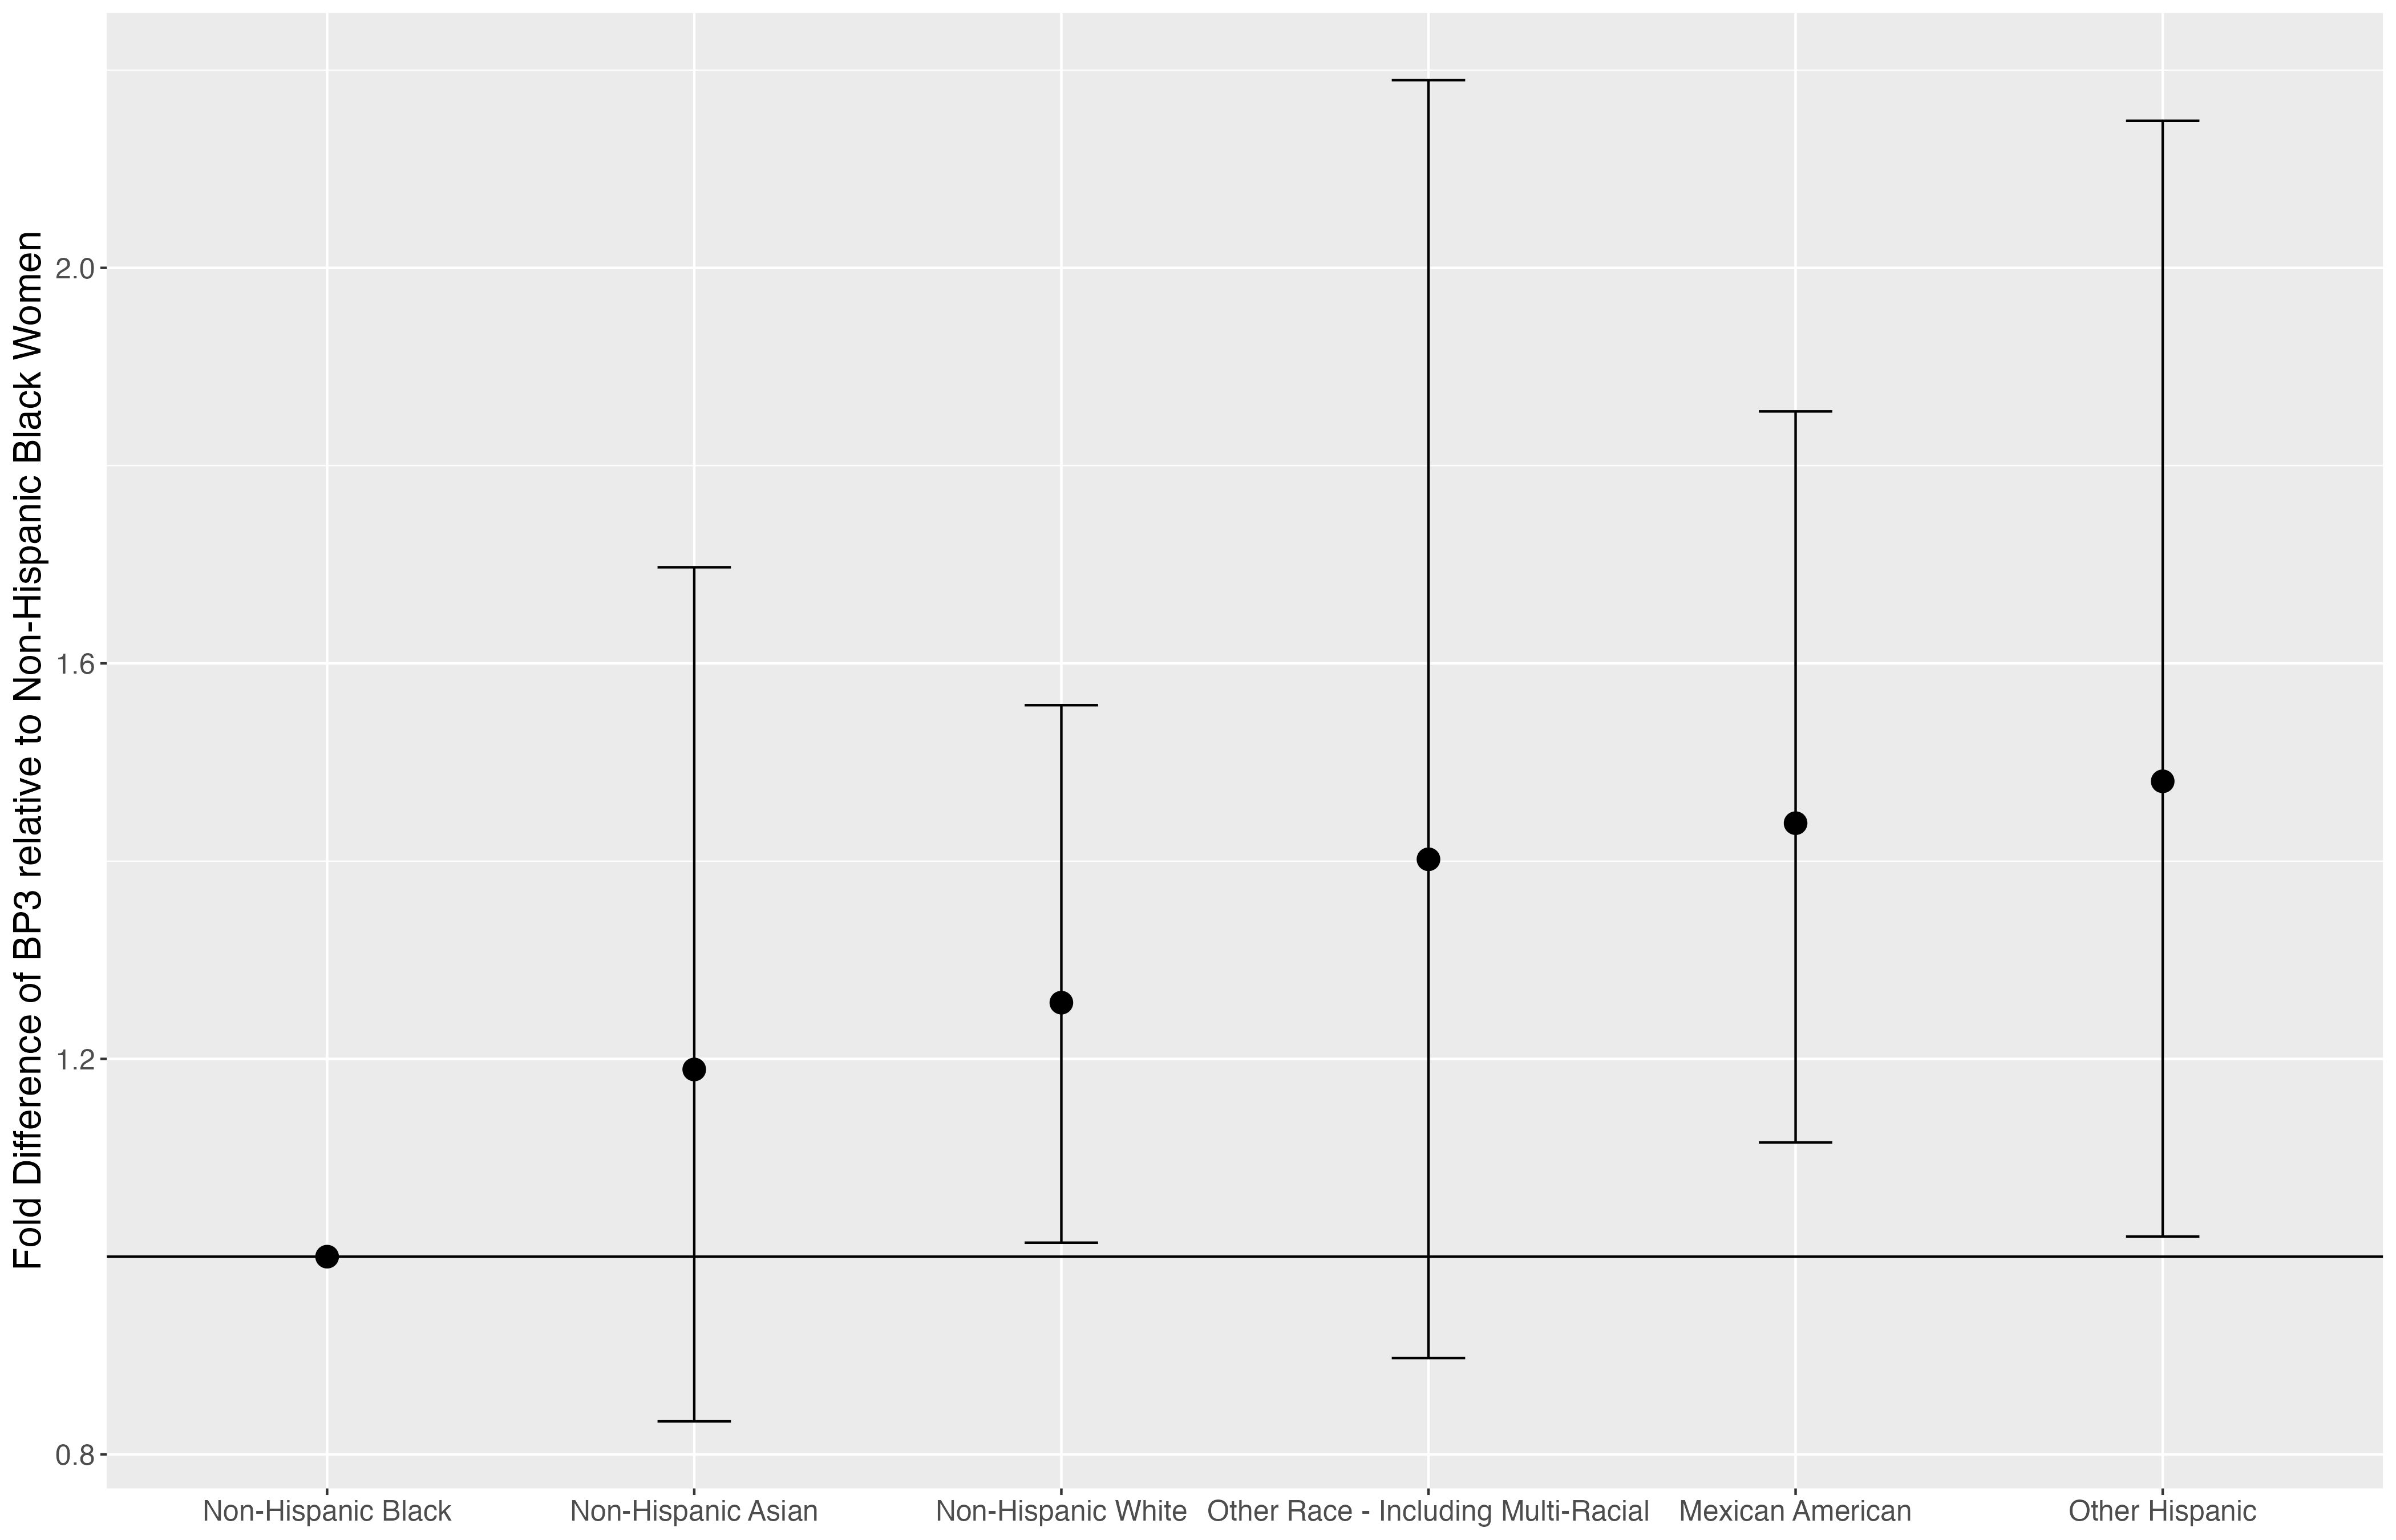 Fold Difference of BP3 relative to Non-Hispanic Black Women
2.0
1.6
1.2
0.8
Non-Hispanic Black
Non-Hispanic Asian
Non-Hispanic White
Other Race - Including Multi-Racial
Mexican American
Other Hispanic